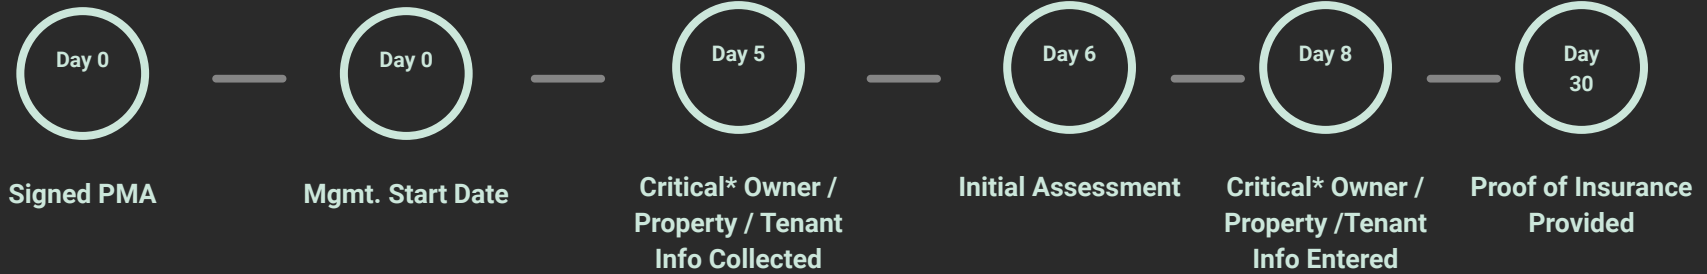 Day 0
Day 0
Day 5
Day 6
Day 8
Day
30
Signed PMA
Mgmt. Start Date
Critical* Owner /
Property / Tenant
Info Collected
Initial Assessment
Critical* Owner /
Property /Tenant
Info Entered
Proof of Insurance
Provided